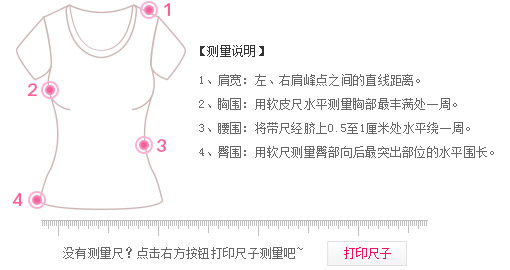 1
2
3
4
【测量说明】
1、肩宽：左、右肩峰点之间的直线距离。
2、胸围：用软皮尺水平测量胸部最丰满处一周。
3、腰围：将带尺经脐上0.5至1厘米处水平绕一周。
4、臀围：用软尺测量臀部向后最突出部位的水平围长。
没有测量尺？点击右方按钮打印尺子测量吧~
打印尺子